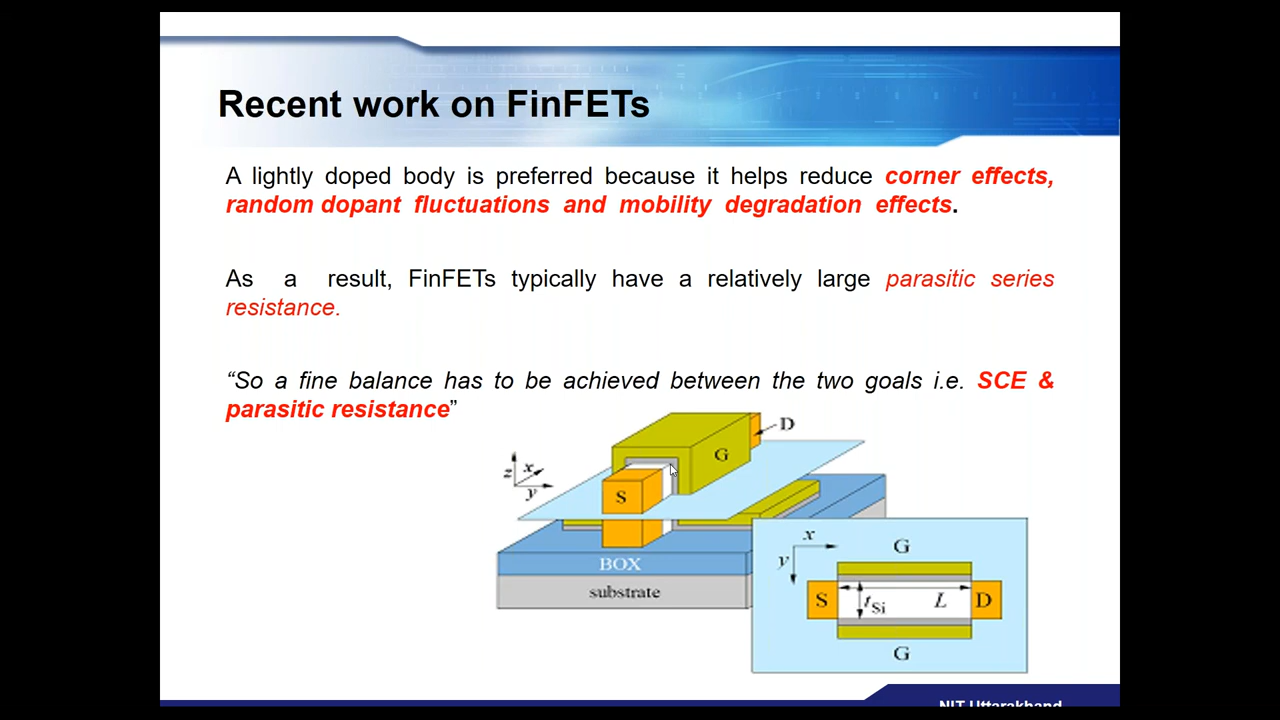 Recent work on FinFETs
A lightly doped body is preferred because it helps reduce corner effects,
random dopant fluctuations and mobility degradation effects.
As a result, FinFETs typically have a relatively large parasitic series
resistance.
“So a fine balance has to be achieved between the two goals i.e. SCE &
parasitic resistance”
D
G
z x
y
S
BOX
substrate
x
G
y
S
tSi
L
D
G
NIT Uttarakhand